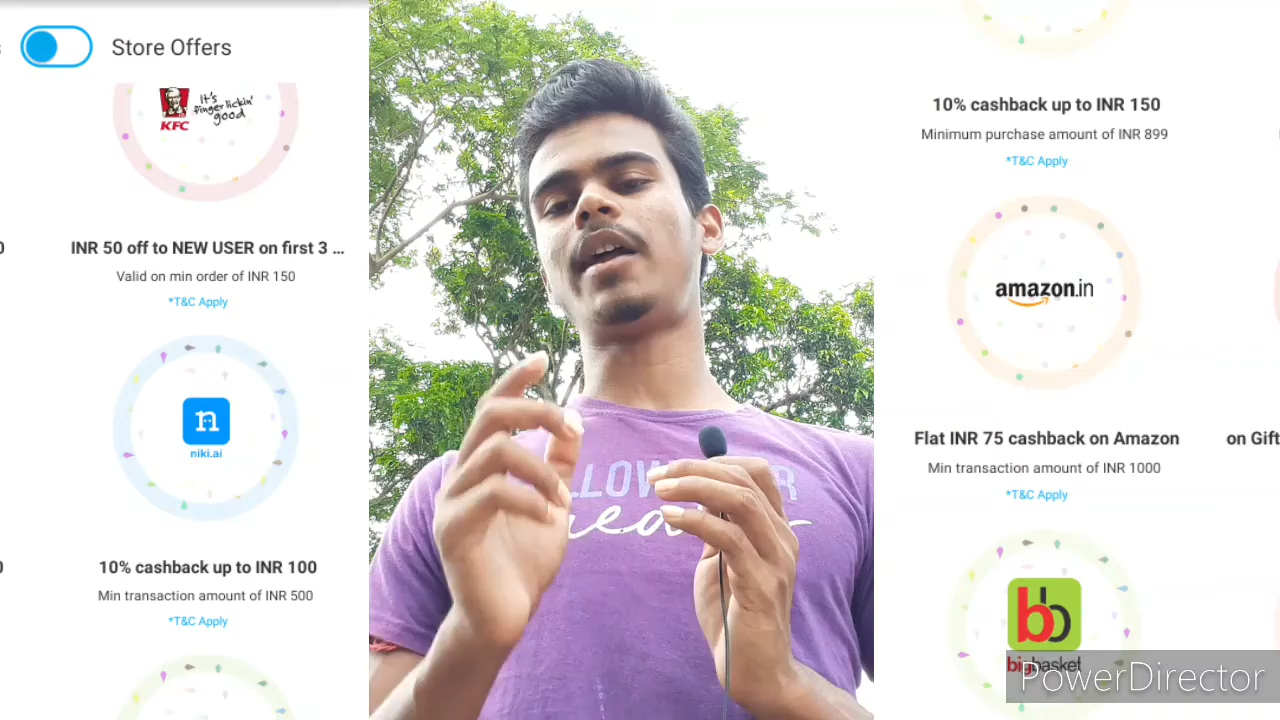 Store Offers
It's
finger lickin'
good
KFC
INR 50 off to NEW USER on first 3 ...
Valid on min order of INR 150
*T&C Apply
n
niki.ai
10% cashback up to INR 100
Min transaction amount of INR 500
*T&C Apply
10% cashback up to INR 150
Minimum purchase amount of INR 899
*T&C Apply
amazon.in
Flat INR 75 cashback on Amazon
on Gift
Min transaction amount of INR 1000
*T&C Apply
bb
bigbasket
PowerDirector